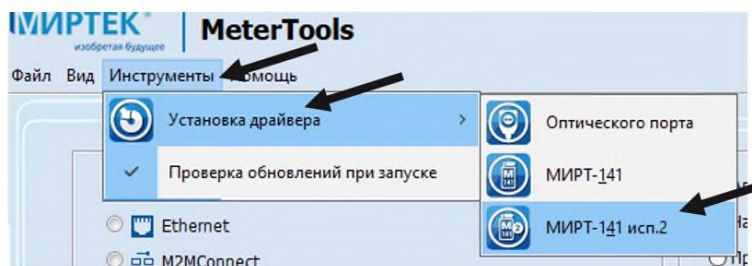 МИРТЕК®
изобретая будущее
MeterTools
Файл Вид Инструменты Помощь
Установка драйвера
Проверка обновлений при запуске
Оптического порта
МИРТ-141
МИРТ-141 исп.2
Ethernet
M2MConnect